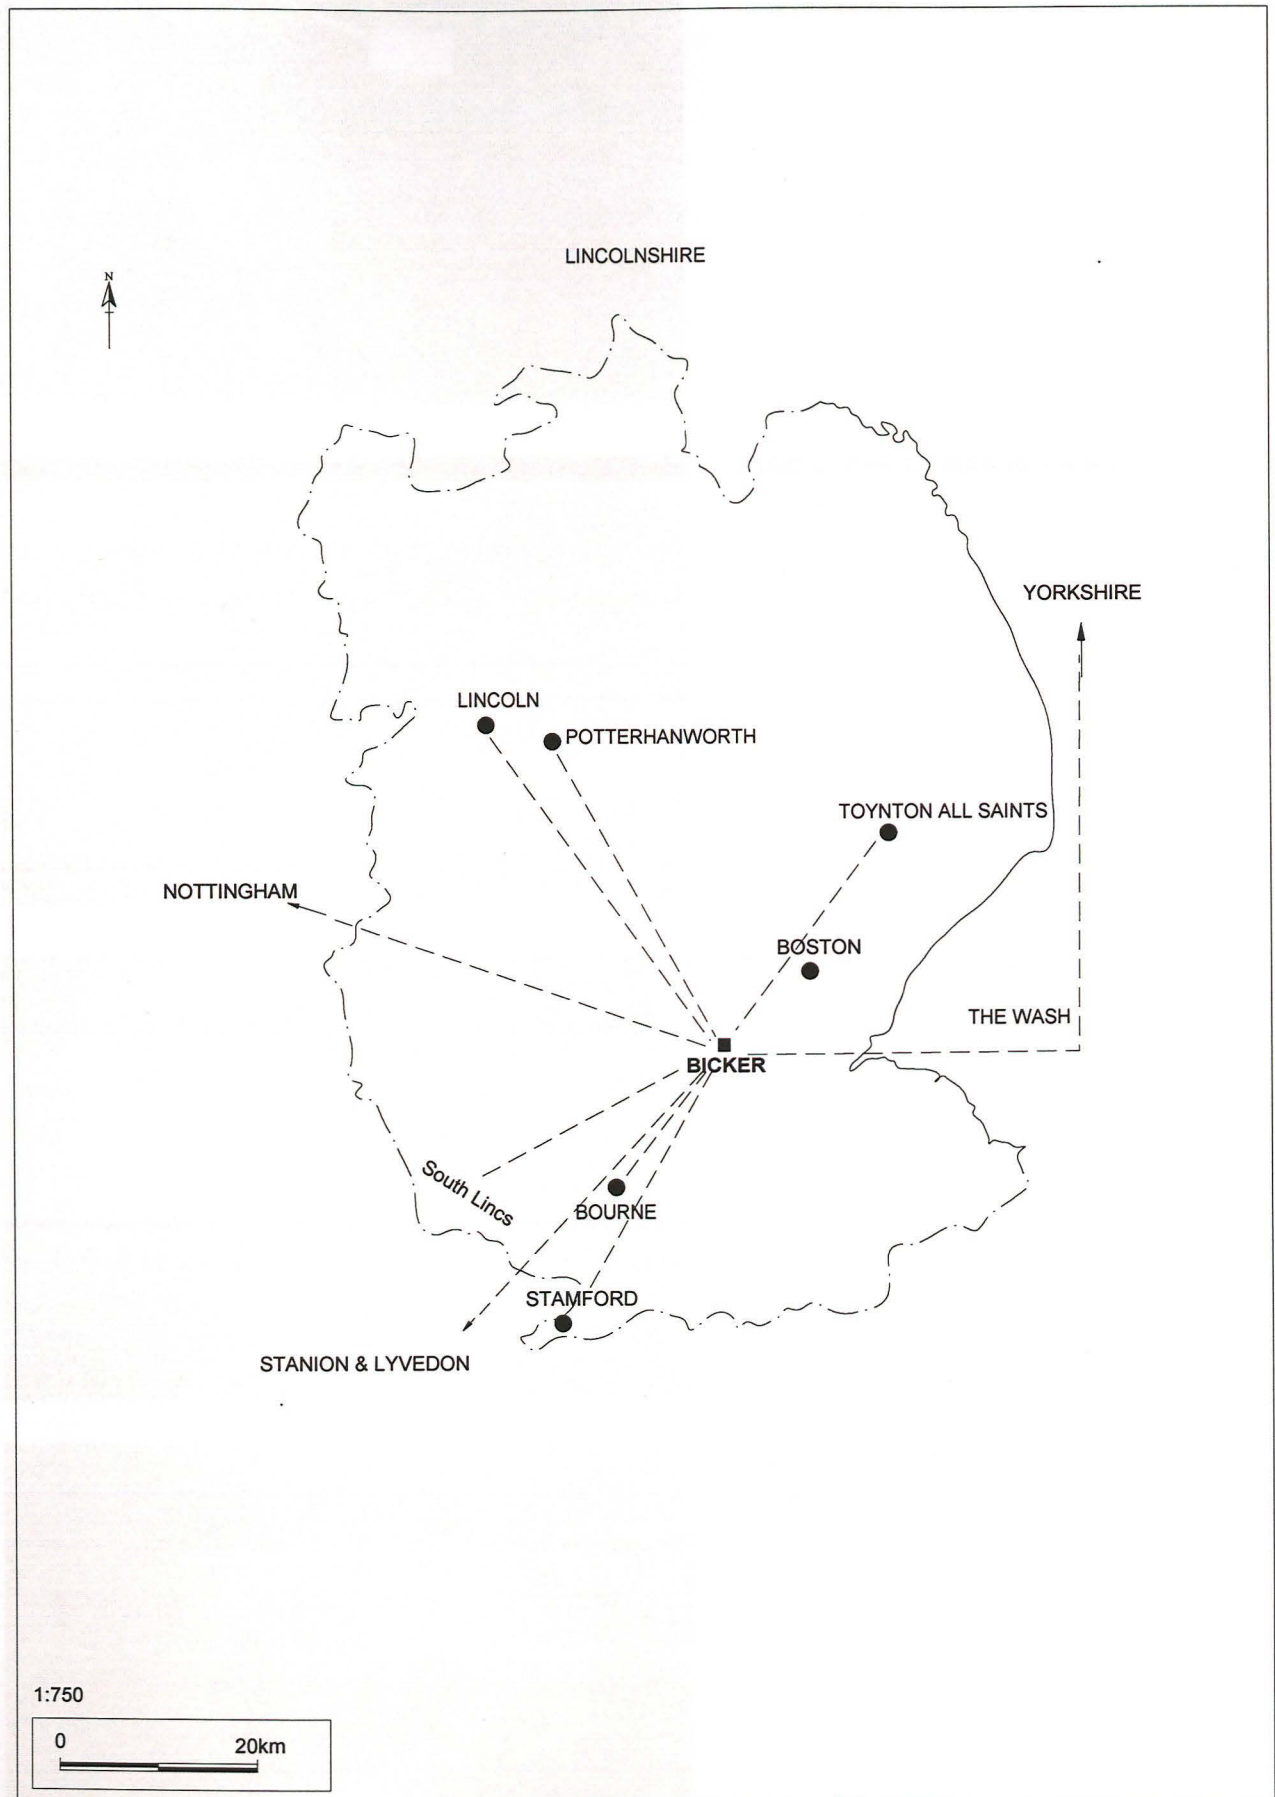 LINCOLNSHIRE
N
YORKSHIRE
LINCOLN
POTTERHANWORTH
TOYNTON ALL SAINTS
NOTTINGHAM
BOSTON
THE WASH
BICKER
South Lincs
BOURNE
STAMFORD
STANION & LYVEDON
1:750
0 20km